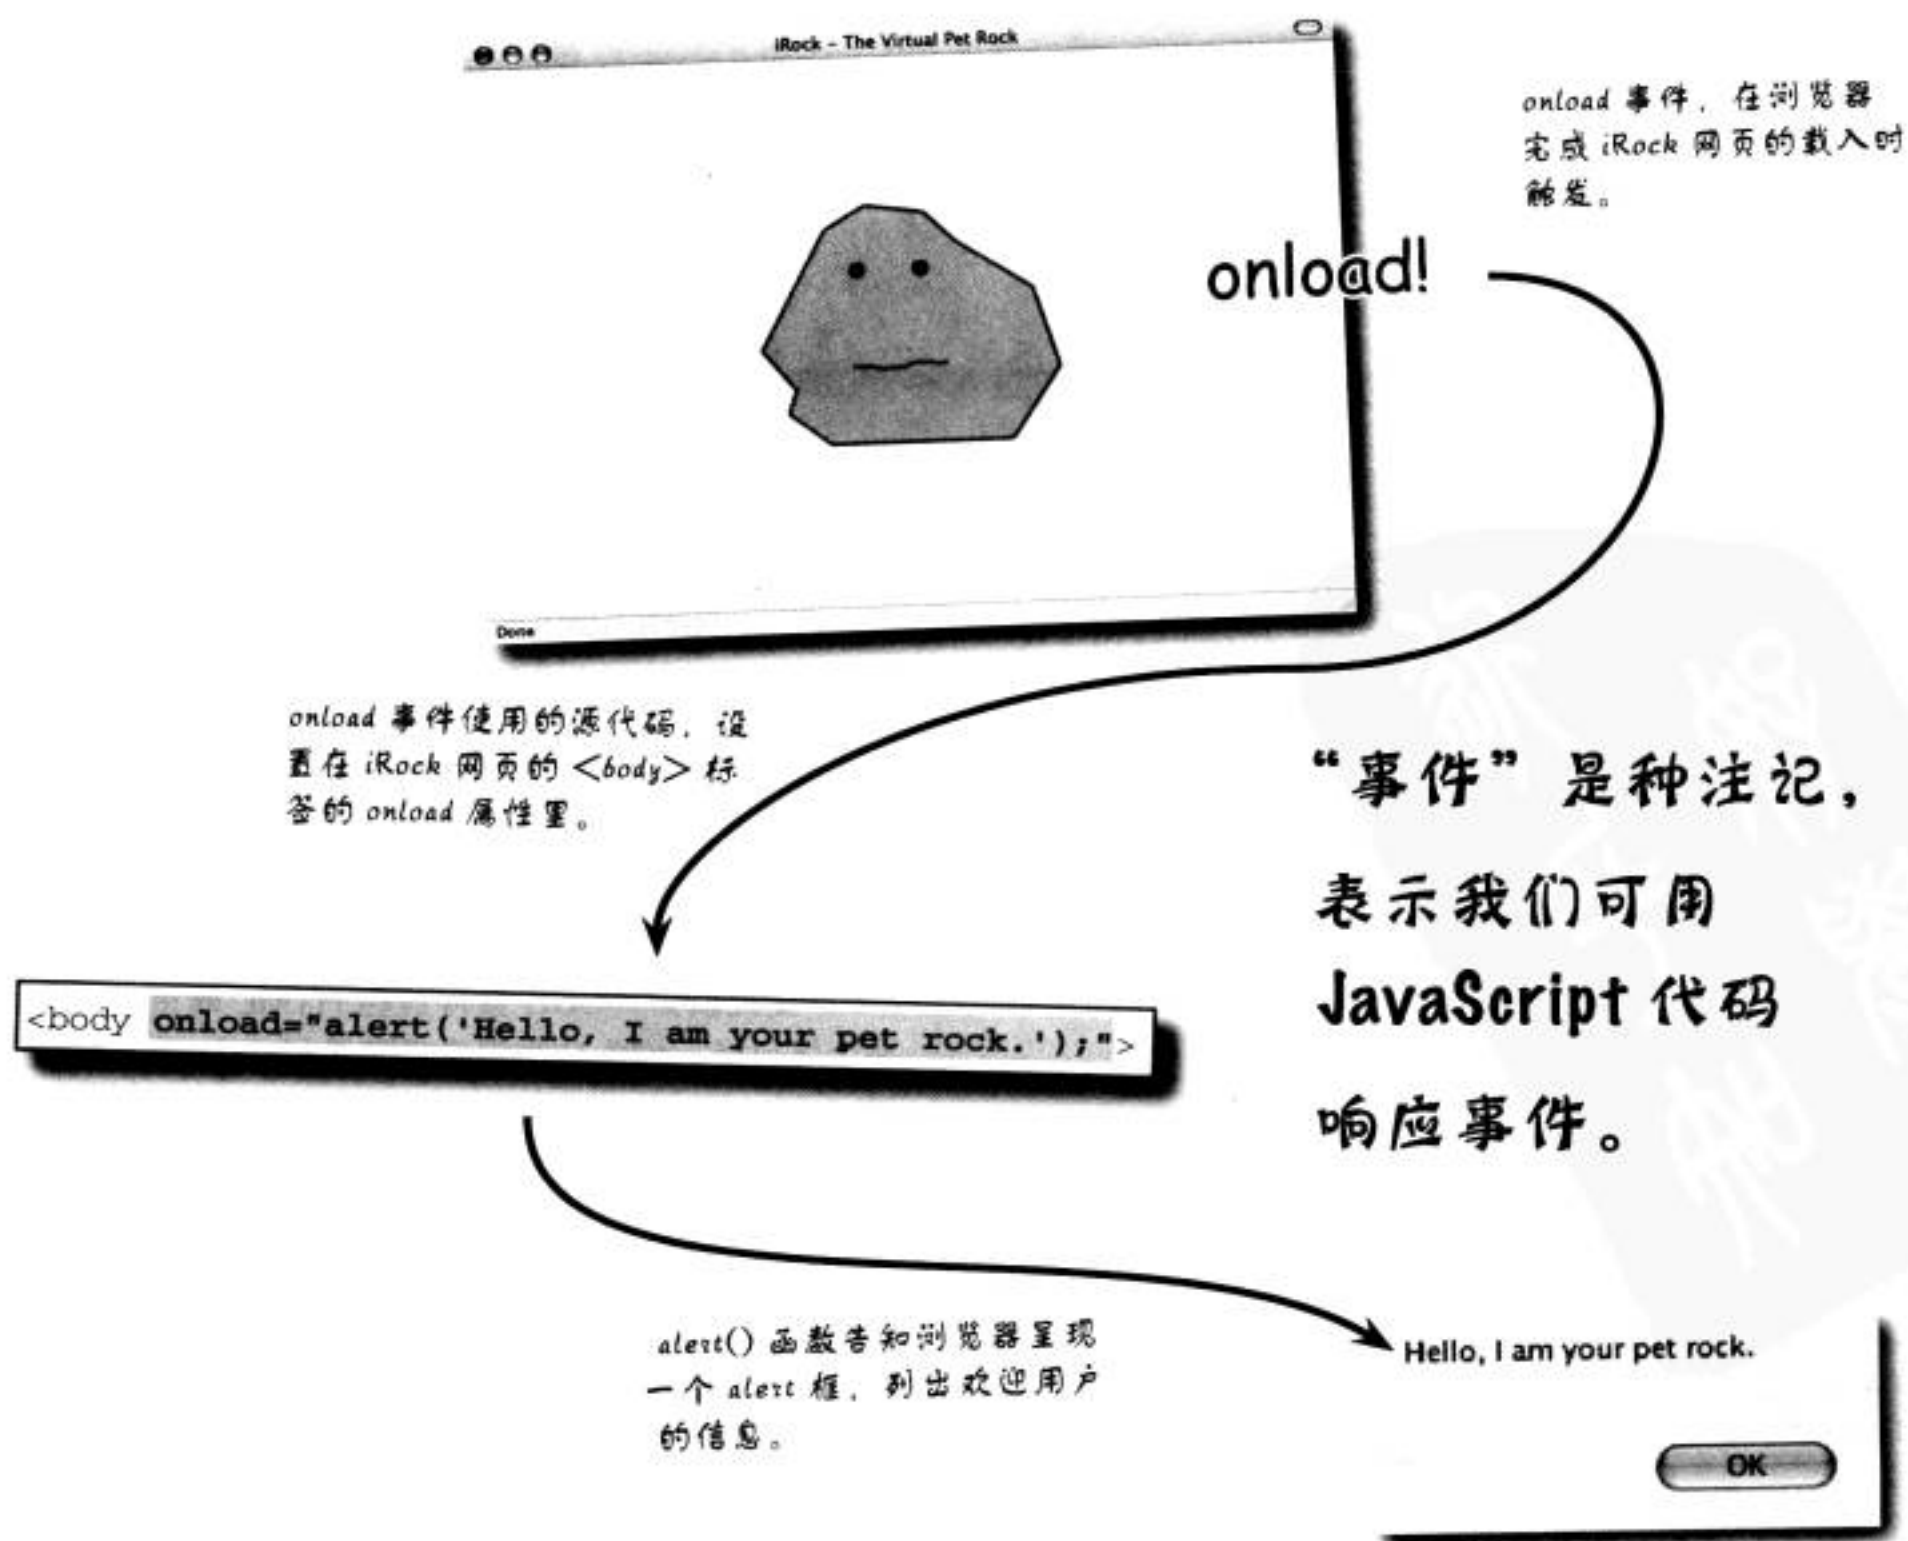 iRock – The Virtual Pet Rock
onload 事件，在浏览器
完成 iRock 网页的载入时
触发。
onload!
Done
onload 事件使用的源代码，设
置在 iRock 网页的 <body> 标
签的 onload 属性里。
“事件”是种注记，
表示我们可用
JavaScript 代码
响应事件。
<body onload="alert('Hello, I am your pet rock.');">
alert() 函数告知浏览器呈现
一个 alert 框，列出欢迎用户
的信息。
Hello, I am your pet rock.
OK